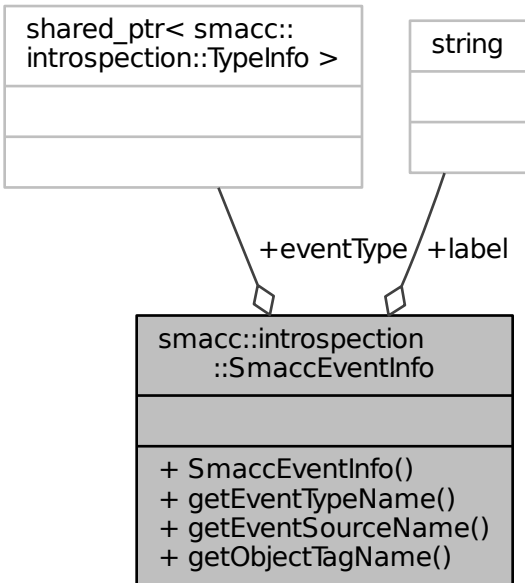 shared_ptr< smacc::
introspection::TypeInfo >
string
+eventType
+label
smacc::introspection
::SmaccEventInfo
+ SmaccEventInfo()
+ getEventTypeName()
+ getEventSourceName()
+ getObjectTagName()